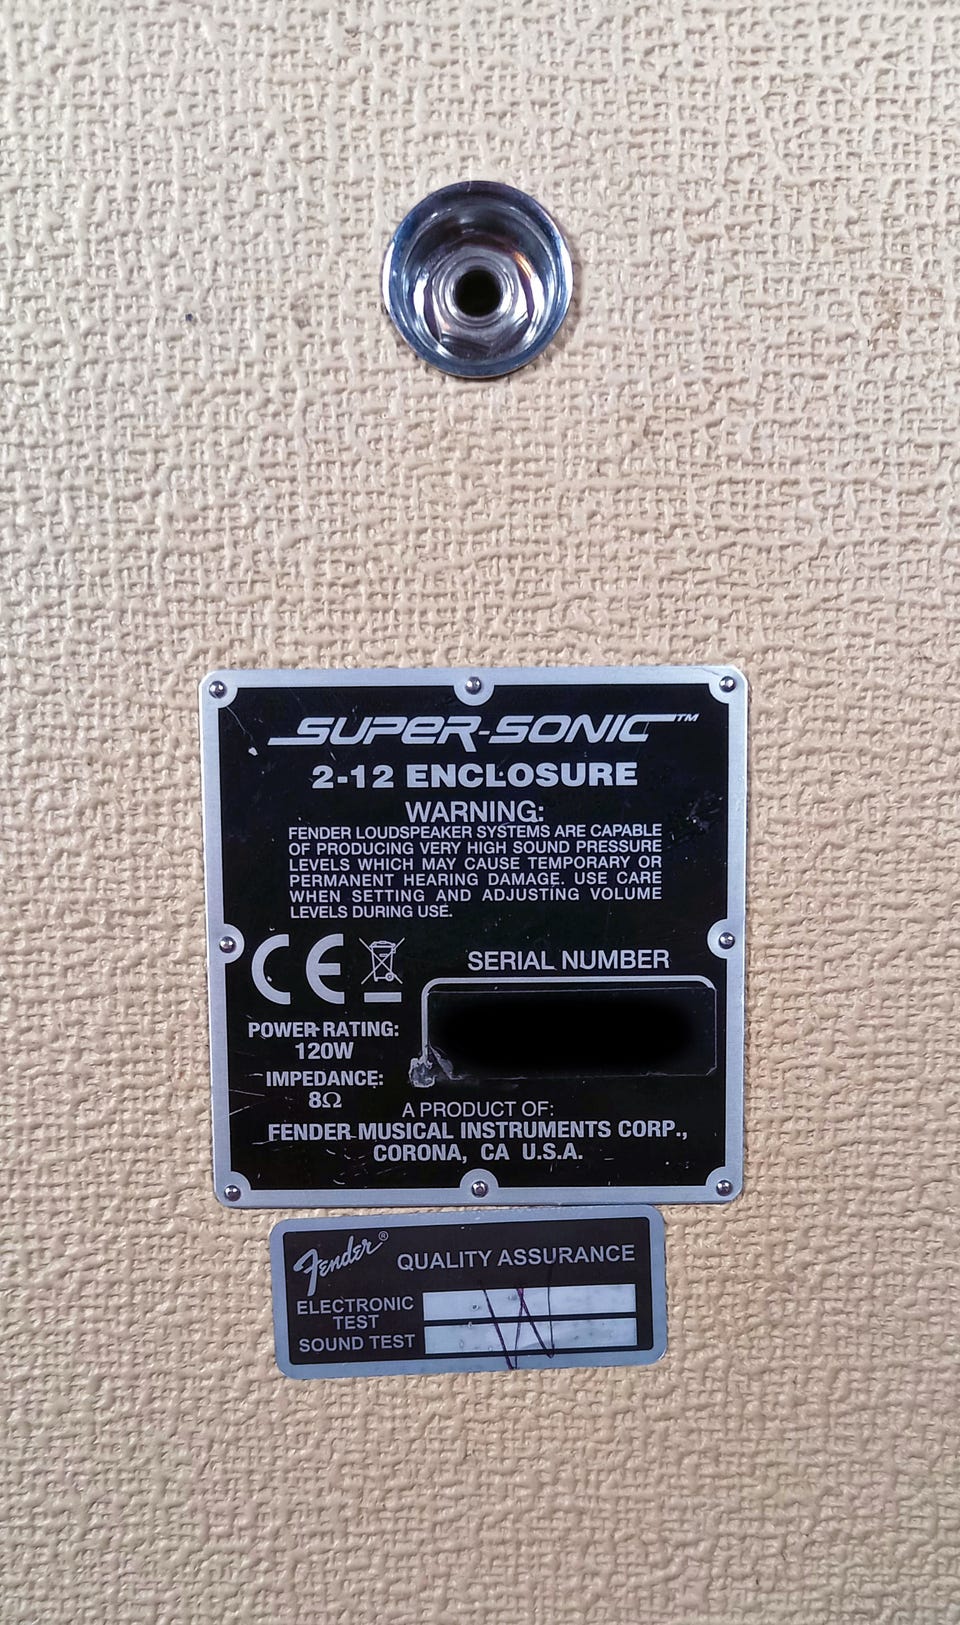 SUPER-SONIC™
2-12 ENCLOSURE
WARNING:
FENDER LOUDSPEAKER SYSTEMS ARE CAPABLE
OF PRODUCING VERY HIGH SOUND PRESSURE
LEVELS WHICH MAY CAUSE TEMPORARY OR
PERMANENT HEARING DAMAGE. USE CARE
WHEN SETTING AND ADJUSTING VOLUME
LEVELS DURING USE.
CE
SERIAL NUMBER
POWER RATING:
120W
IMPEDANCE:
8Ω
A PRODUCT OF:
FENDER MUSICAL INSTRUMENTS CORP.,
CORONA, CA U.S.A.
Fender®
QUALITY ASSURANCE
ELECTRONIC
TEST
SOUND TEST